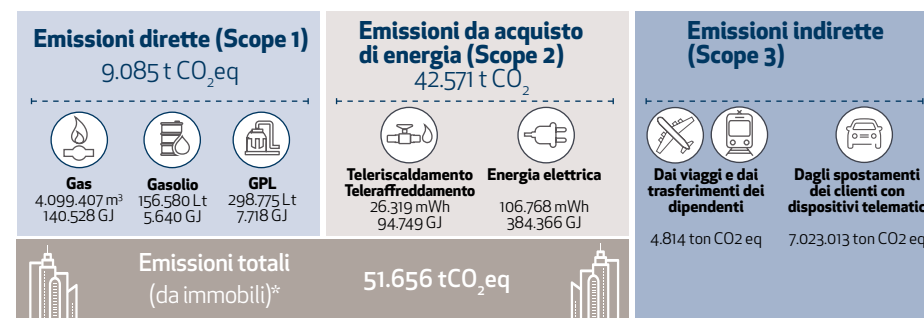 Emissioni dirette (Scope 1)
9.085 t CO₂eq
Gas
4.099.407 m³
140.528 GJ
Gasolio
156.580 Lt
5.640 GJ
GPL
298.775 Lt
7.718 GJ
Emissioni da acquisto
di energia (Scope 2)
42.571 t CO₂
Teleriscaldamento
Teleraffreddamento
26.319 mWh
94.749 GJ
Energia elettrica
106.768 mWh
384.366 GJ
Emissioni indirette
(Scope 3)
Dai viaggi e dai
trasferimenti dei
dipendenti
4.814 ton CO2 eq
Dagli spostamenti
dei clienti con
dispositivi telematic
7.023.013 ton CO2 eq
Emissioni totali
(da immobili)*
51.656 tCO₂eq